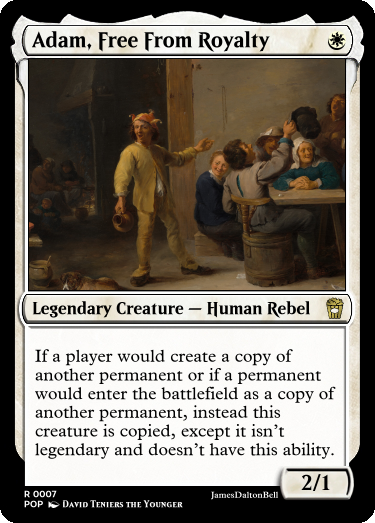 Adam, Free From Royalty
Legendary Creature — Human Rebel
If a player would create a copy of
another permanent or if a permanent
would enter the battlefield as a copy of
another permanent, instead this
creature is copied, except it isn't
legendary and doesn't have this ability.
2/1
R 0007
POP DAVID TENIERS THE YOUNGER
JamesDaltonBell